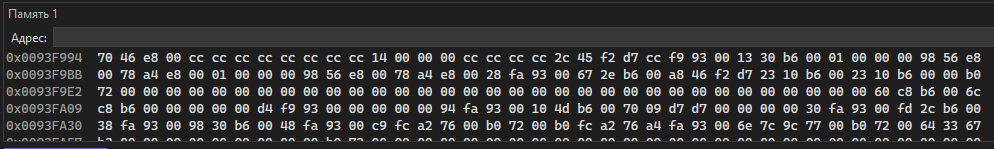 Память 1
Адрес:
0x0093F994 70 46 e8 00 cc cc cc cc cc cc cc cc 14 00 00 00 cc cc cc cc 2c 45 f2 d7 cc f9 93 00 13 30 b6 00 01 00 00 00 98 56 e8
0x0093F9BB 00 78 a4 e8 00 01 00 00 00 98 56 e8 00 78 a4 e8 00 28 fa 93 00 67 2e b6 00 a8 46 f2 d7 23 10 b6 00 23 10 b6 00 00 b0
0x0093F9E2 72 00 00 00 00 00 00 00 00 00 00 00 00 00 00 00 00 00 00 00 00 00 00 00 00 00 00 00 00 00 00 00 00 00 60 c8 b6 00 6c
0x0093FA09 c8 b6 00 00 00 00 00 d4 f9 93 00 00 00 00 00 94 fa 93 00 10 4d b6 00 70 09 d7 d7 00 00 00 00 30 fa 93 00 fd 2c b6 00
0x0093FA30 38 fa 93 00 98 30 b6 00 48 fa 93 00 c9 fc a2 76 00 b0 72 00 b0 fc a2 76 a4 fa 93 00 6e 7c 9c 77 00 b0 72 00 64 33 67